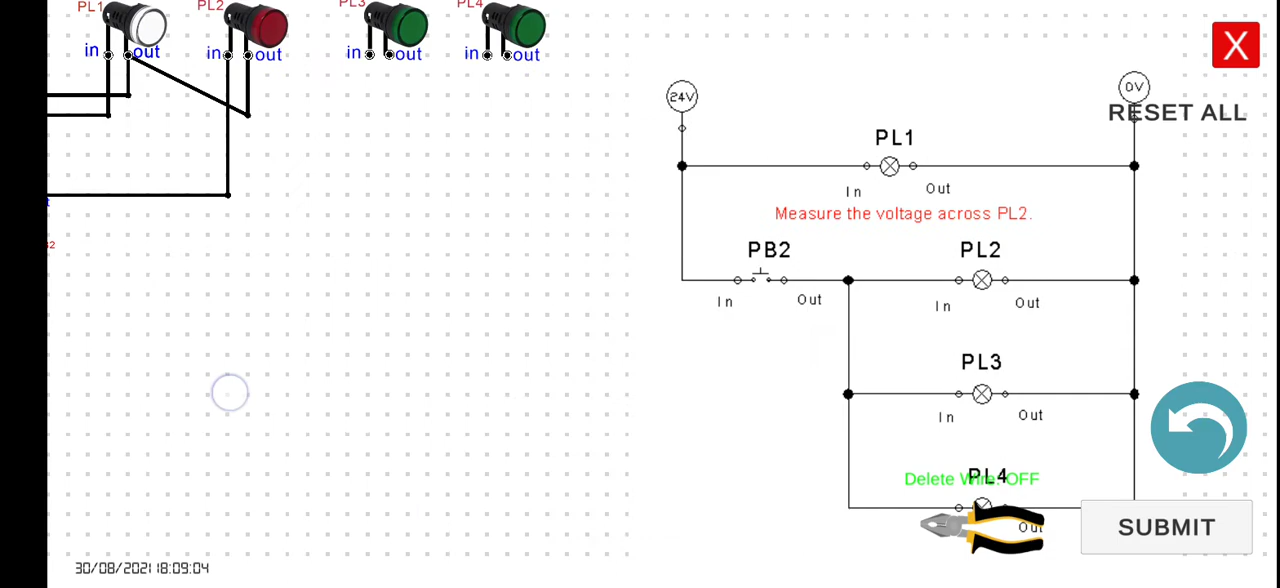 PL1
PL2
PL3
PL4
in
out
in
out
in
out
in
out
X
24V
0V
RESET ALL
PL1
In
Out
Measure the voltage across PL2.
PB2
PL2
In
Out
In
Out
PL3
In
Out
PL4
Delete Wire: OFF
Out
SUBMIT
30/08/2021 18:09:04